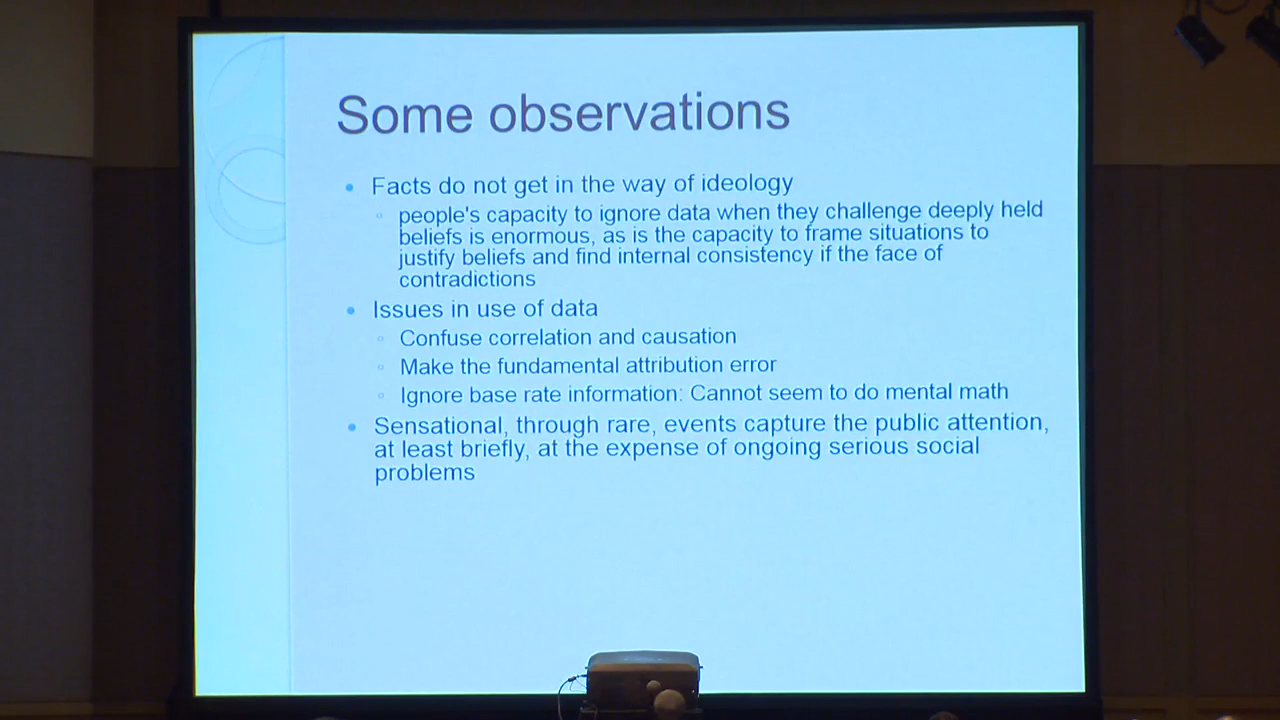 Some observations
Facts do not get in the way of ideology
people's capacity to ignore data when they challenge deeply held
beliefs is enormous, as is the capacity to frame situations to
justify beliefs and find internal consistency if the face of
contradictions
Issues in use of data
Confuse correlation and causation
Make the fundamental attribution error
Ignore base rate information: Cannot seem to do mental math
Sensational, through rare, events capture the public attention,
at least briefly, at the expense of ongoing serious social
problems